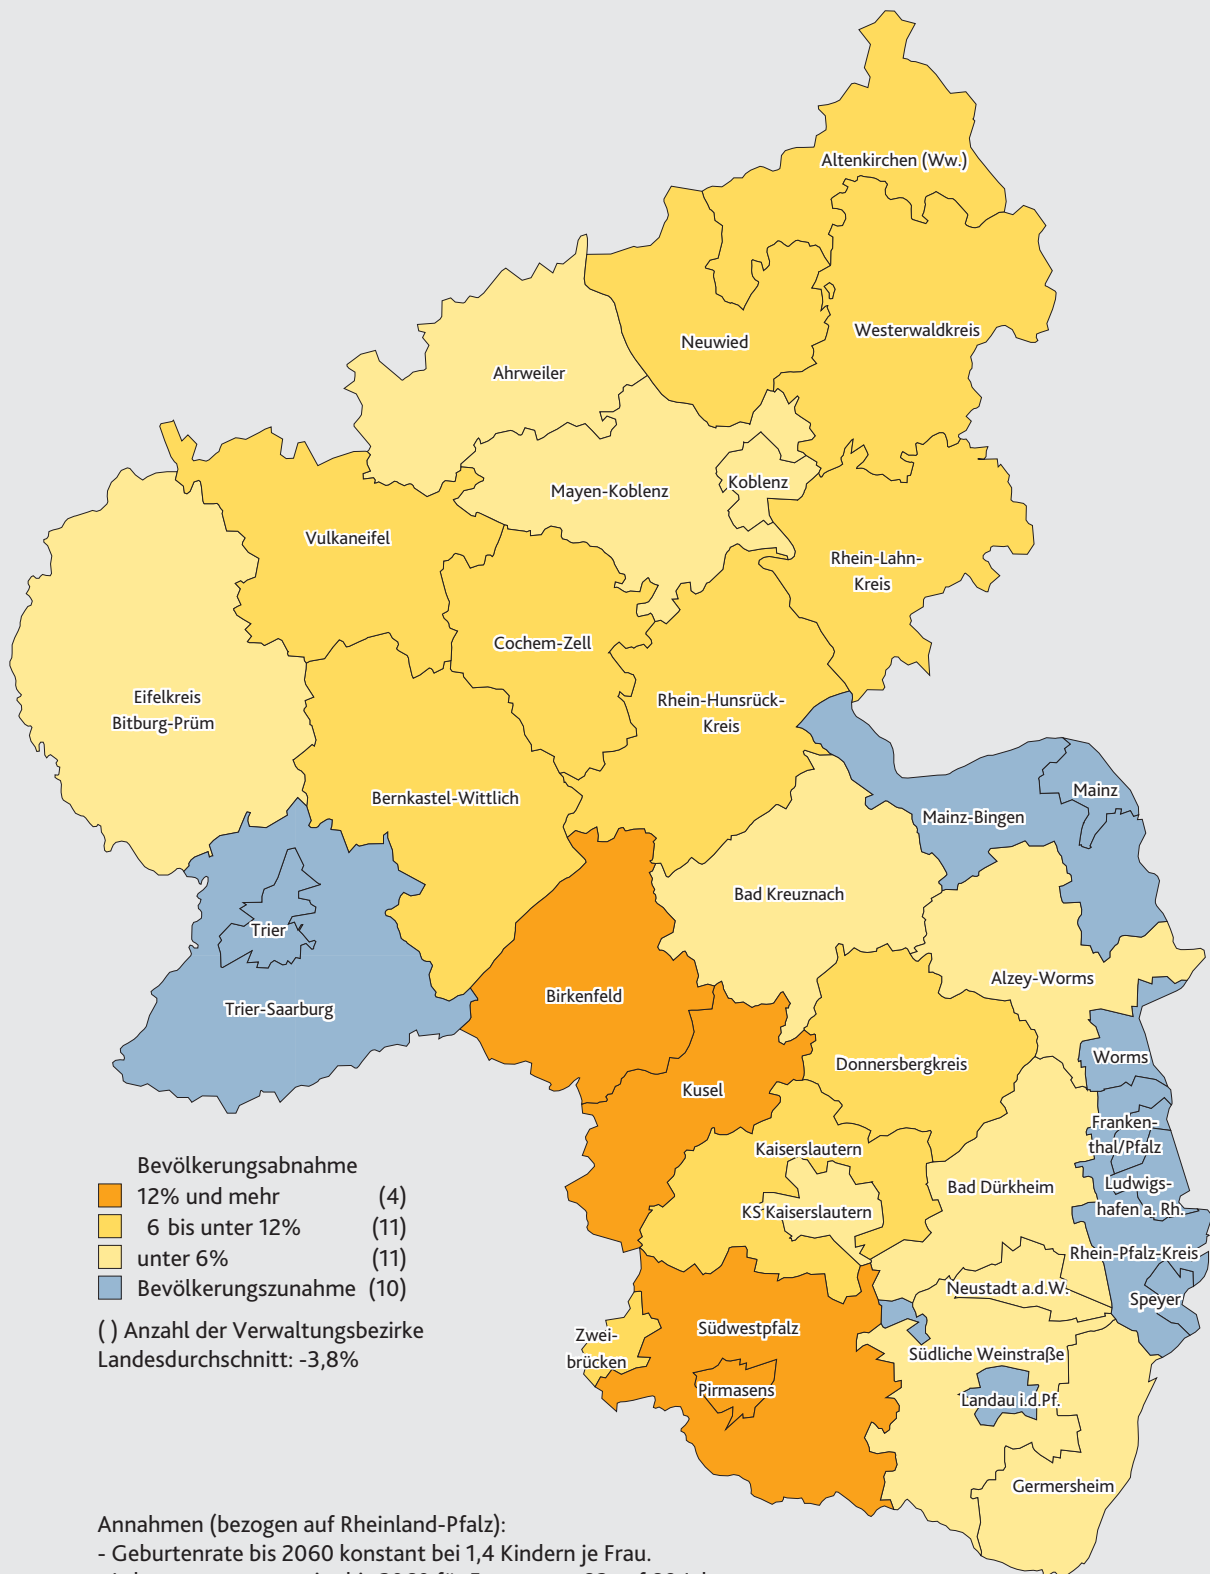 Altenkirchen (Ww.)
Westerwaldkreis
Neuwied
Ahrweiler
Koblenz
Mayen-Koblenz
Vulkaneifel
Rhein-Lahn-
Kreis
Cochem-Zell
Eifelkreis
Bitburg-Prüm
Rhein-Hunsrück-
Kreis
Bernkastel-Wittlich
Mainz
Mainz-Bingen
Bad Kreuznach
Trier
Alzey-Worms
Birkenfeld
Trier-Saarburg
Worms
Donnersbergkreis
Kusel
Franken-
thal/Pfalz
Kaiserslautern
Ludwigs-
hafen a. Rh.
Bad Dürkheim
KS Kaiserslautern
Rhein-Pfalz-Kreis
Neustadt a.d.W.
Speyer
Südwestpfalz
Zwei-
brücken
Südliche Weinstraße
Pirmasens
Landau i.d.Pf.
Germersheim
Bevölkerungsabnahme
12% und mehr (4)
6 bis unter 12% (11)
unter 6% (11)
Bevölkerungszunahme (10)
( ) Anzahl der Verwaltungsbezirke
Landesdurchschnitt: -3,8%
Annahmen (bezogen auf Rheinland-Pfalz):
- Geburtenrate bis 2060 konstant bei 1,4 Kindern je Frau.